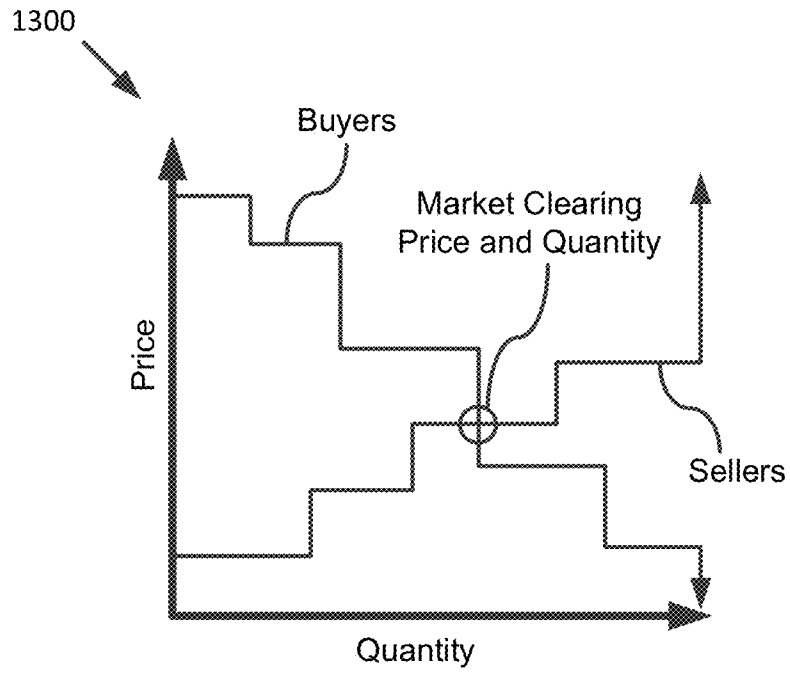 1300
Buyers
Market Clearing
Price and Quantity
Price
Sellers
Quantity